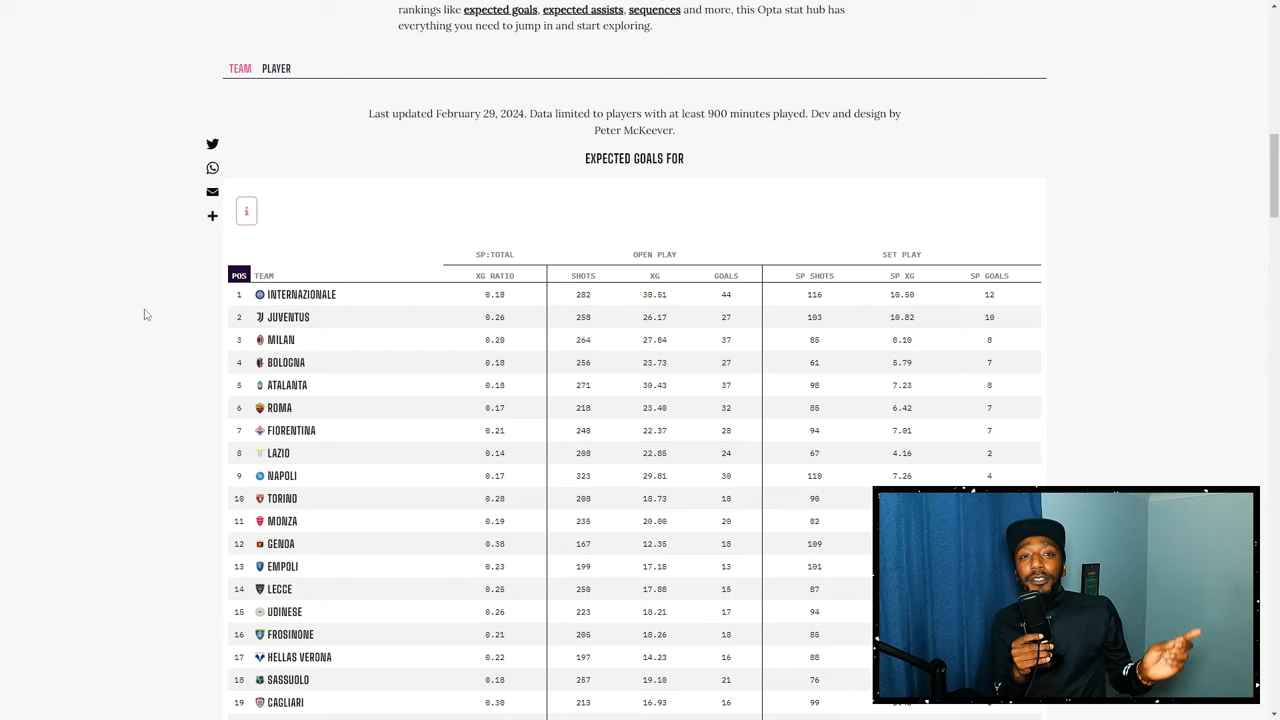 rankings like expected goals, expected assists, sequences and more, this Opta stat hub has
everything you need to jump in and start exploring.
TEAM PLAYER
Last updated February 29, 2024. Data limited to players with at least 900 minutes played. Dev and design by
Peter McKeever.
EXPECTED GOALS FOR
i
SP:TOTAL OPEN PLAY SET PLAY
POS TEAM XG RATIO SHOTS XG GOALS SP SHOTS SP XG SP GOALS
1 INTERNAZIONALE 0.18 282 38.51 44 116 10.50 12
2 JUVENTUS 0.26 258 26.17 27 103 10.82 10
3 MILAN 0.20 264 27.84 37 85 8.10 8
4 BOLOGNA 0.18 256 23.73 27 61 5.79 7
5 ATALANTA 0.18 271 30.43 37 98 7.23 8
6 ROMA 0.17 218 23.40 32 85 6.42 7
7 FIORENTINA 0.21 248 22.37 28 94 7.01 7
8 LAZIO 0.14 208 22.85 24 67 4.16 2
9 NAPOLI 0.17 323 29.81 30 110 7.26 4
10 TORINO 0.28 208 18.73 18 90
11 MONZA 0.19 235 20.00 20 82
12 GENOA 0.38 167 12.35 18 109
13 EMPOLI 0.23 199 17.18 13 101
14 LECCE 0.25 250 17.88 15 87
15 UDINESE 0.26 223 18.21 17 94
16 FROSINONE 0.21 205 18.26 18 85
17 HELLAS VERONA 0.22 197 14.23 16 88
18 SASSUOLO 0.18 257 19.10 21 76
19 CAGLIARI 0.30 213 16.93 16 99